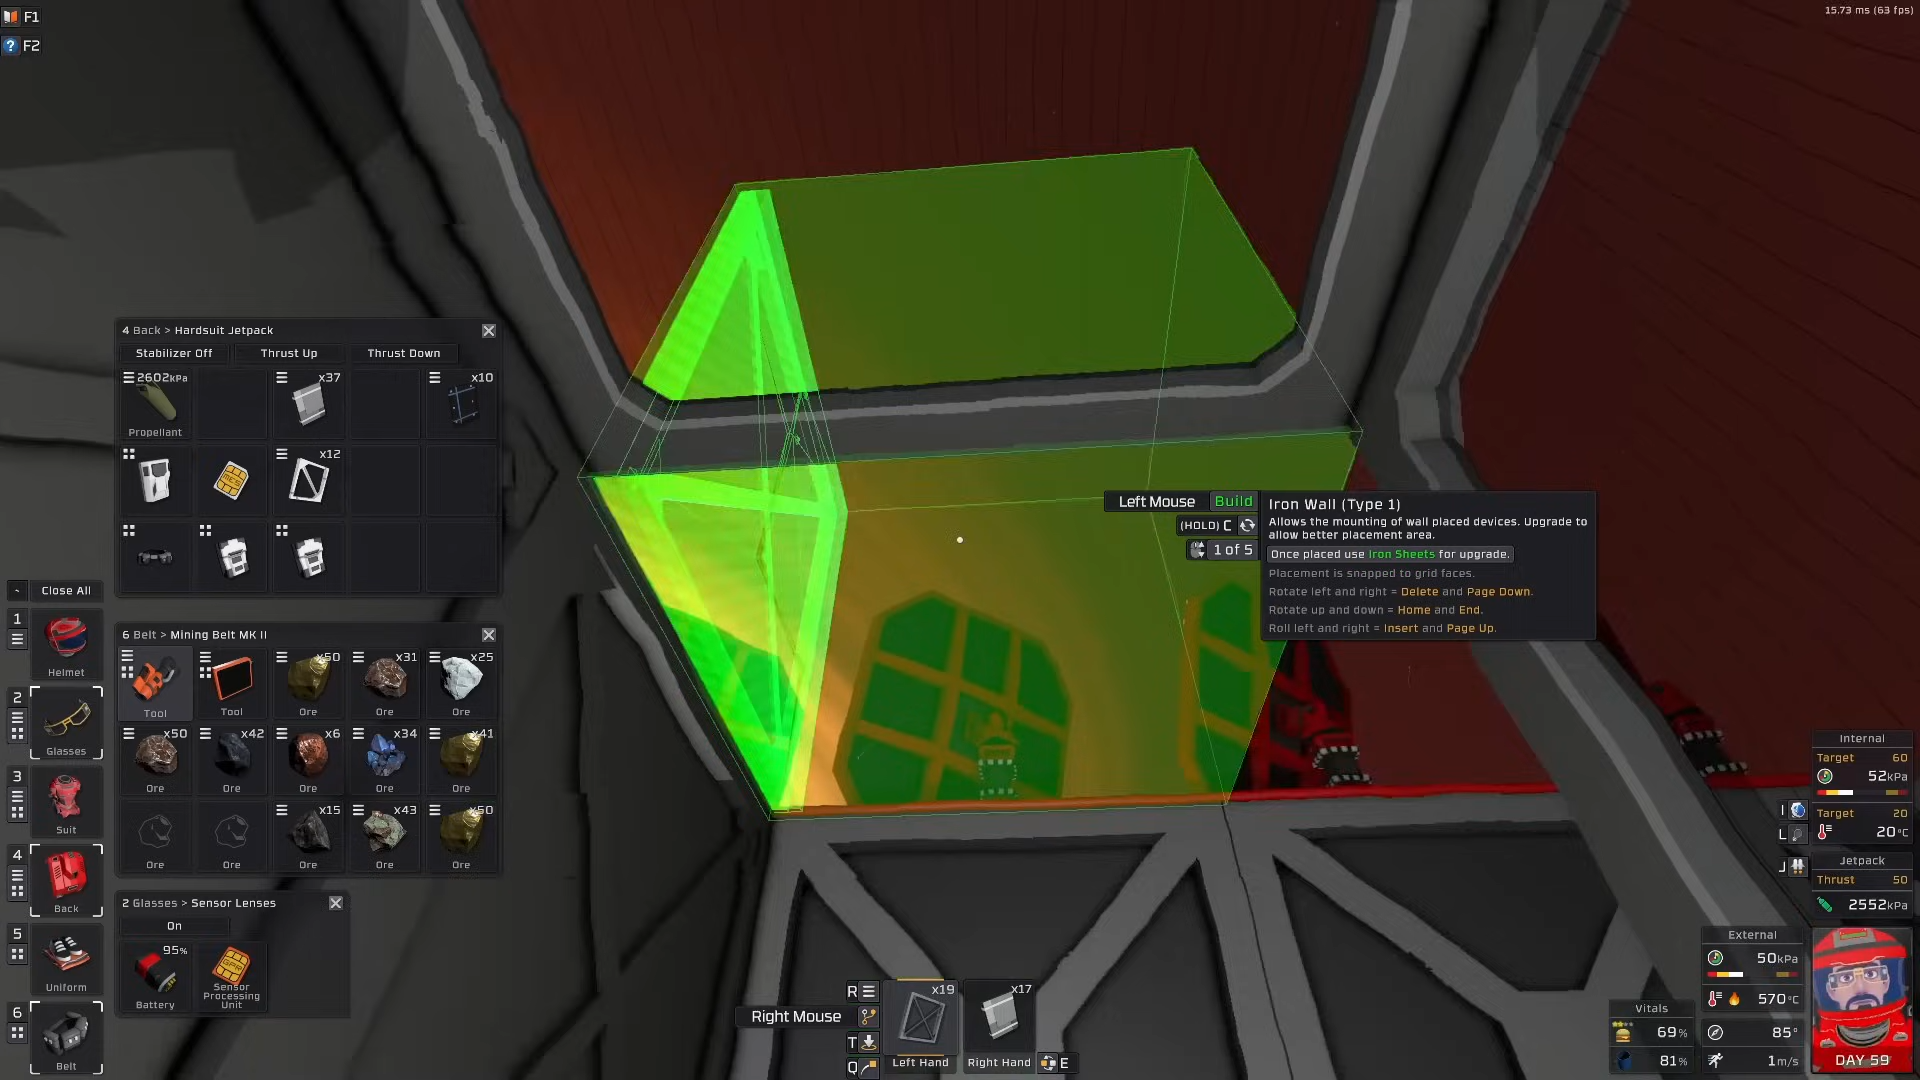 F1
15.73 ms (63 fps)
F2
4 Back > Hardsuit Jetpack
Stabilizer Off
Thrust Up
Thrust Down
2602kPa
x37
x10
Propellant
x12
Left Mouse
Build
Iron Wall (Type 1)
(HOLD) C
Allows the mounting of wall placed devices. Upgrade to
allow better placement area.
1 of 5
Once placed use Iron Sheets for upgrade.
Placement is snapped to grid faces.
Rotate left and right = Delete and Page Down.
Rotate up and down = Home and End.
Roll left and right = Insert and Page Up.
~
Close All
1
Helmet
2
Glasses
3
Suit
4
Back
5
Uniform
6
Belt
6 Belt > Mining Belt MK II
x50
x31
x25
Tool
Tool
Ore
Ore
Ore
x50
x42
x6
x34
x41
Ore
Ore
Ore
Ore
Ore
x15
x43
x50
Ore
Ore
Ore
Ore
Ore
2 Glasses > Sensor Lenses
On
95%
Battery
Sensor
Processing
Unit
R
x19
x17
Right Mouse
T
Q
Left Hand
Right Hand
E
Internal
Target 60
52kPa
I
Target 20
L
20°C
J
Jetpack
Thrust 50
2552kPa
External
50kPa
570°C
Vitals
69%
85°
81%
1m/s
DAY 59